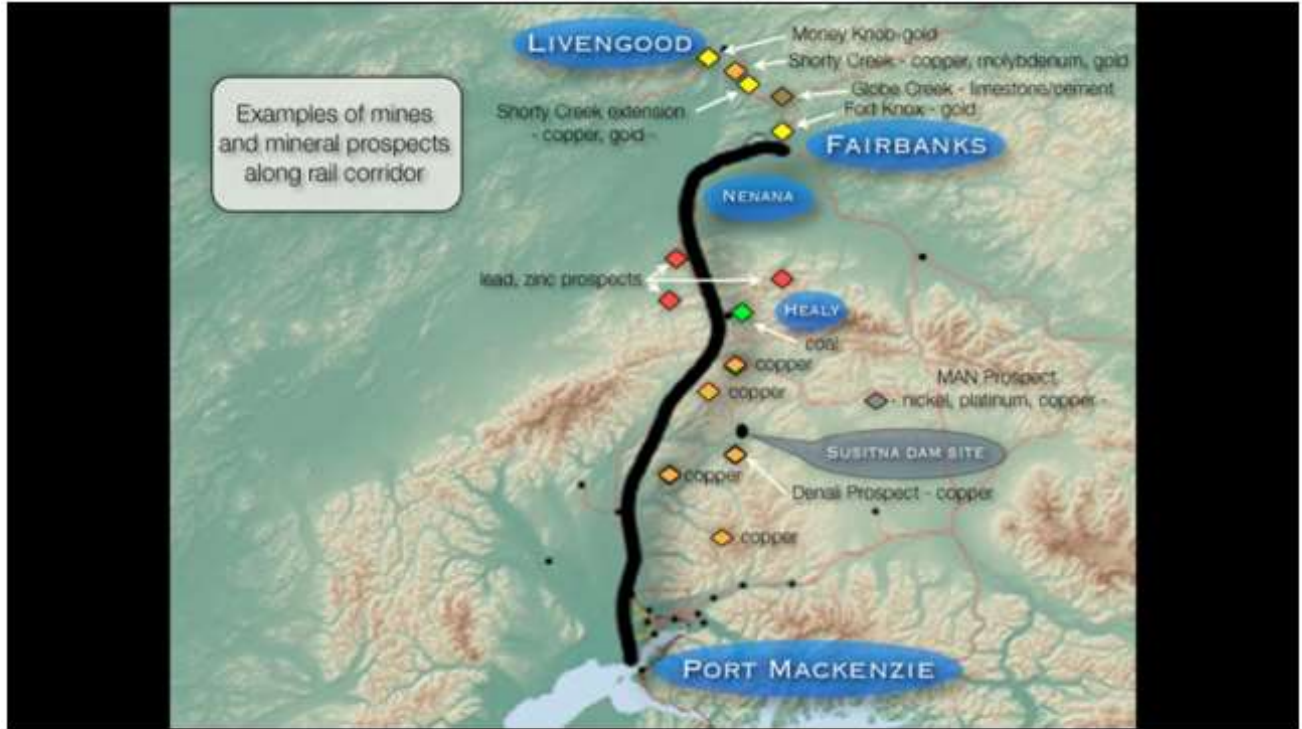 LIVENGOOD
Money Knob-gold
Shorty Creek - copper, molybdenum, gold
Globe Creek - limestone/cement
Shorty Creek extension
- copper, gold -
Fort Knox - gold
FAIRBANKS
Examples of mines
and mineral prospects
along rail corridor
NENANA
lead, zinc prospects
HEALY
coal
copper
copper
MAN Prospect
- nickel, platinum, copper -
SUSITNA DAM SITE
copper
Denali Prospect - copper
copper
PORT MACKENZIE